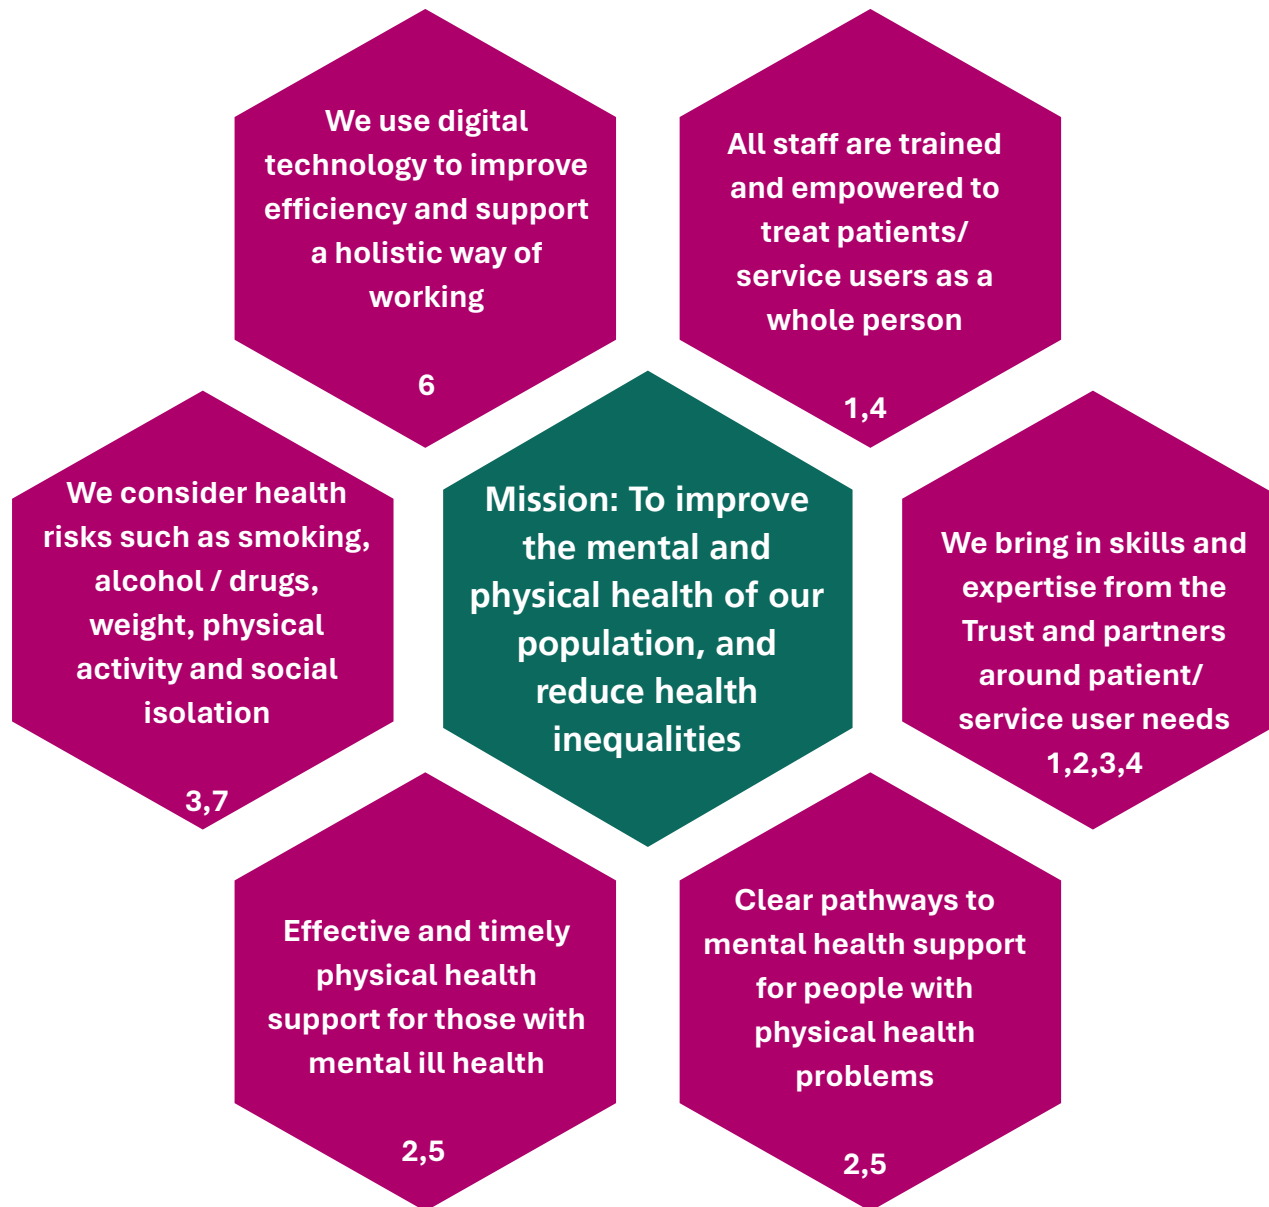 We use digital
technology to improve
efficiency and support
a holistic way of
working
6
All staff are trained
and empowered to
treat patients/
service users as a
whole person
1,4
We consider health
risks such as smoking,
alcohol / drugs,
weight, physical
activity and social
isolation
3,7
Mission: To improve
the mental and
physical health of our
population, and
reduce health
inequalities
We bring in skills and
expertise from the
Trust and partners
around patient/
service user needs
1,2,3,4
Effective and timely
physical health
support for those with
mental ill health
2,5
Clear pathways to
mental health support
for people with
physical health
problems
2,5